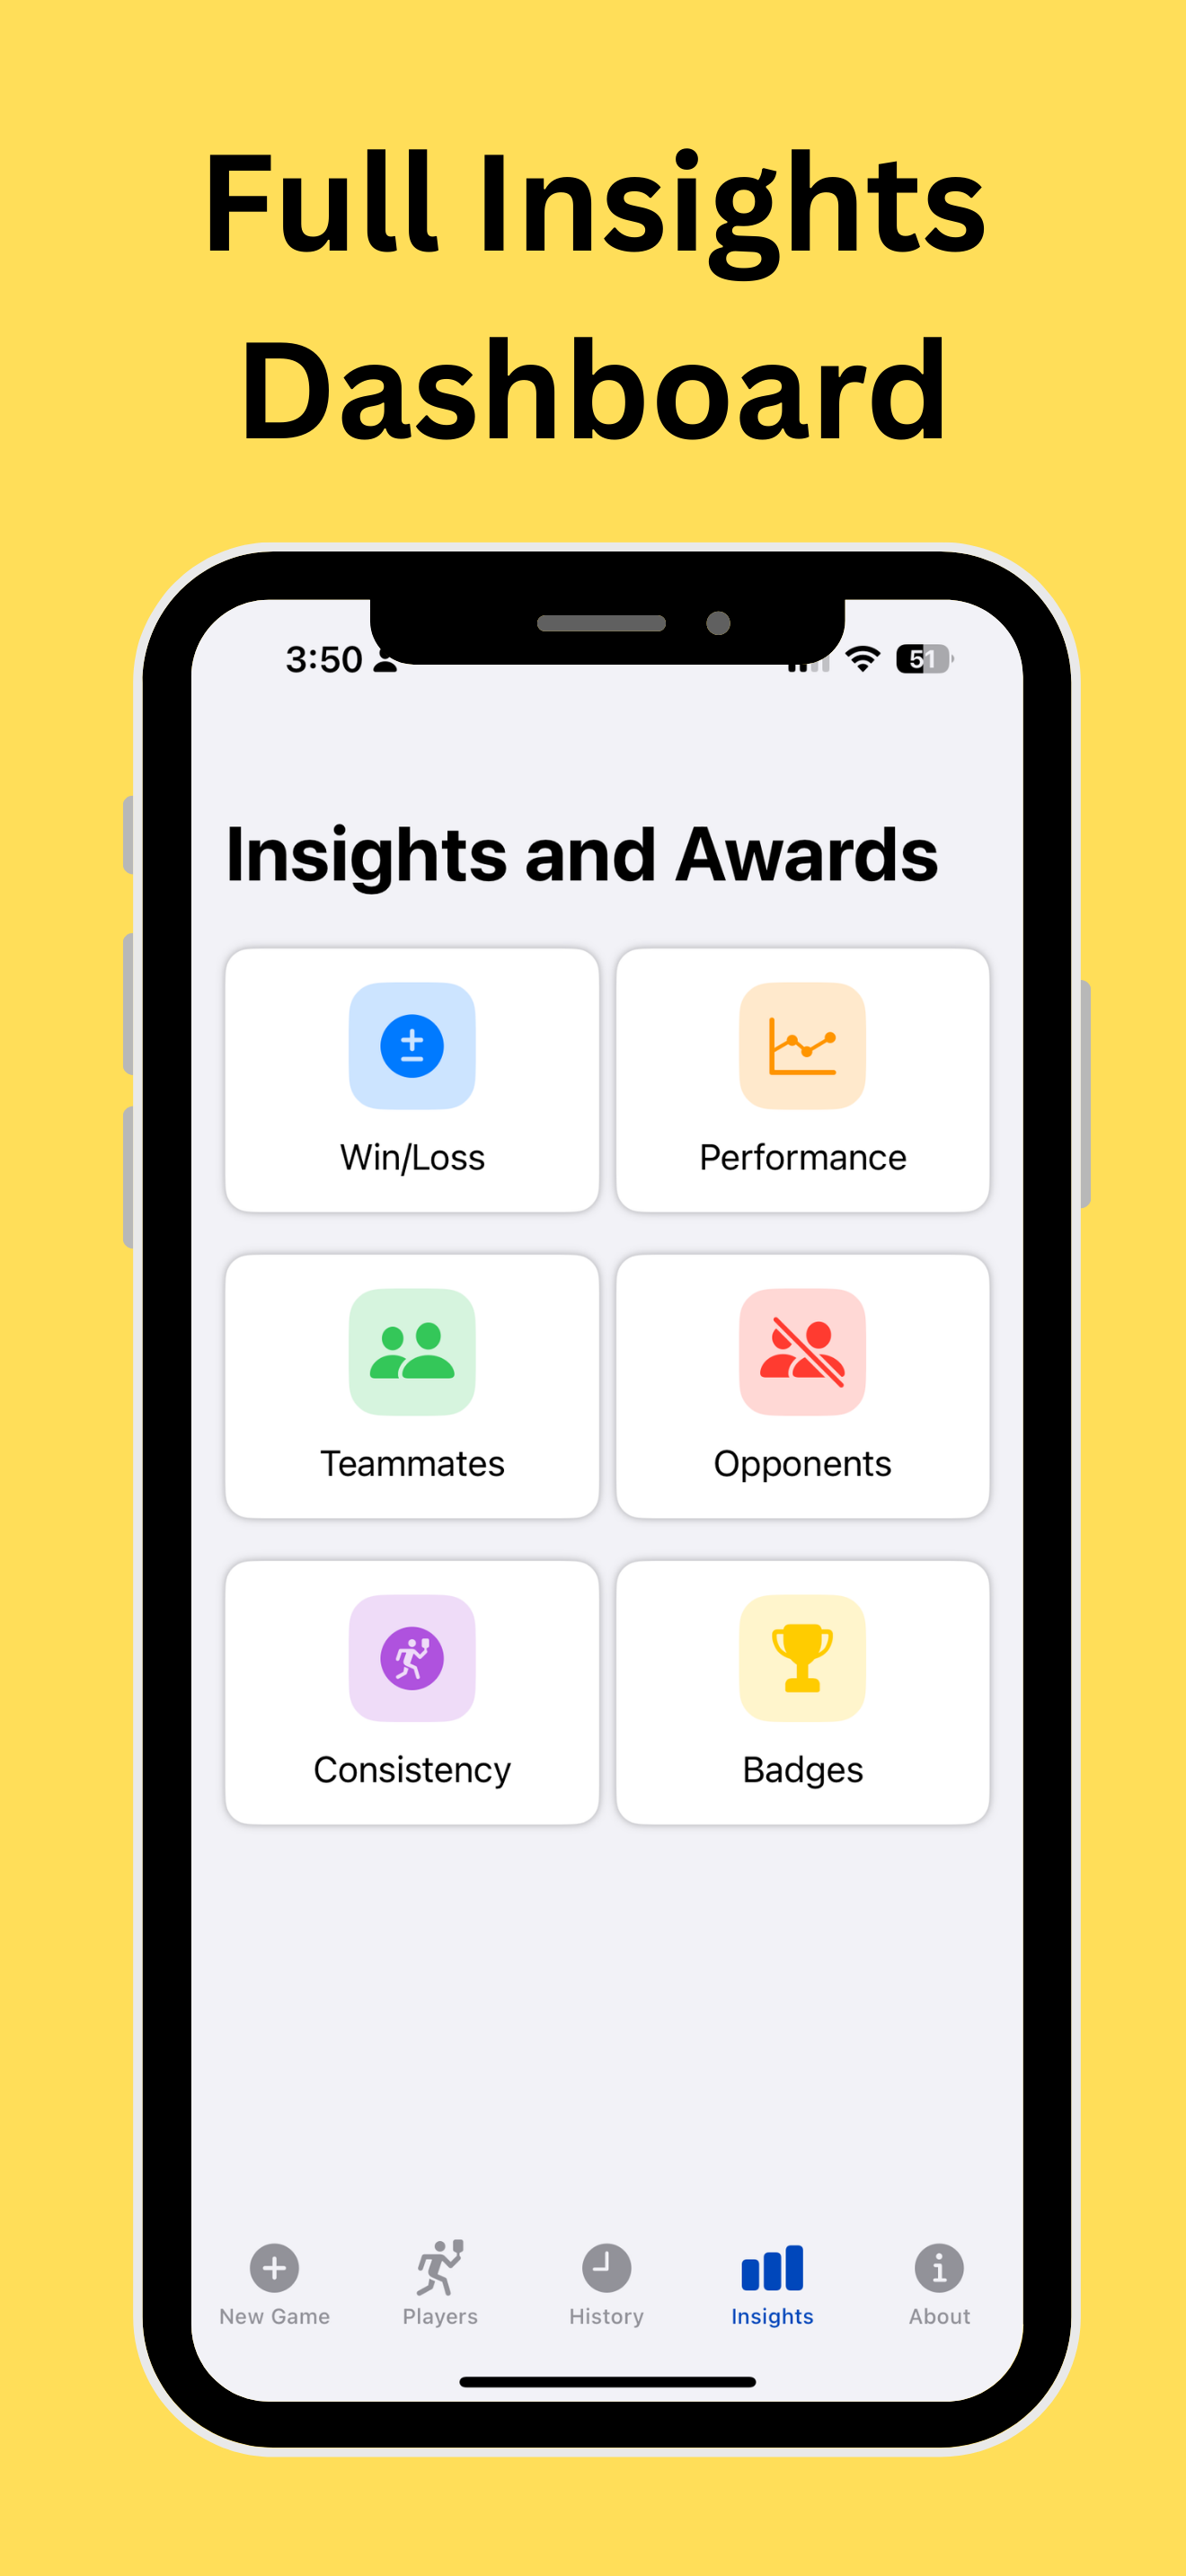 Full Insights
Dashboard
3:50
51
Insights and Awards
Win/Loss
Performance
Teammates
Opponents
Consistency
Badges
New Game
Players
History
Insights
About